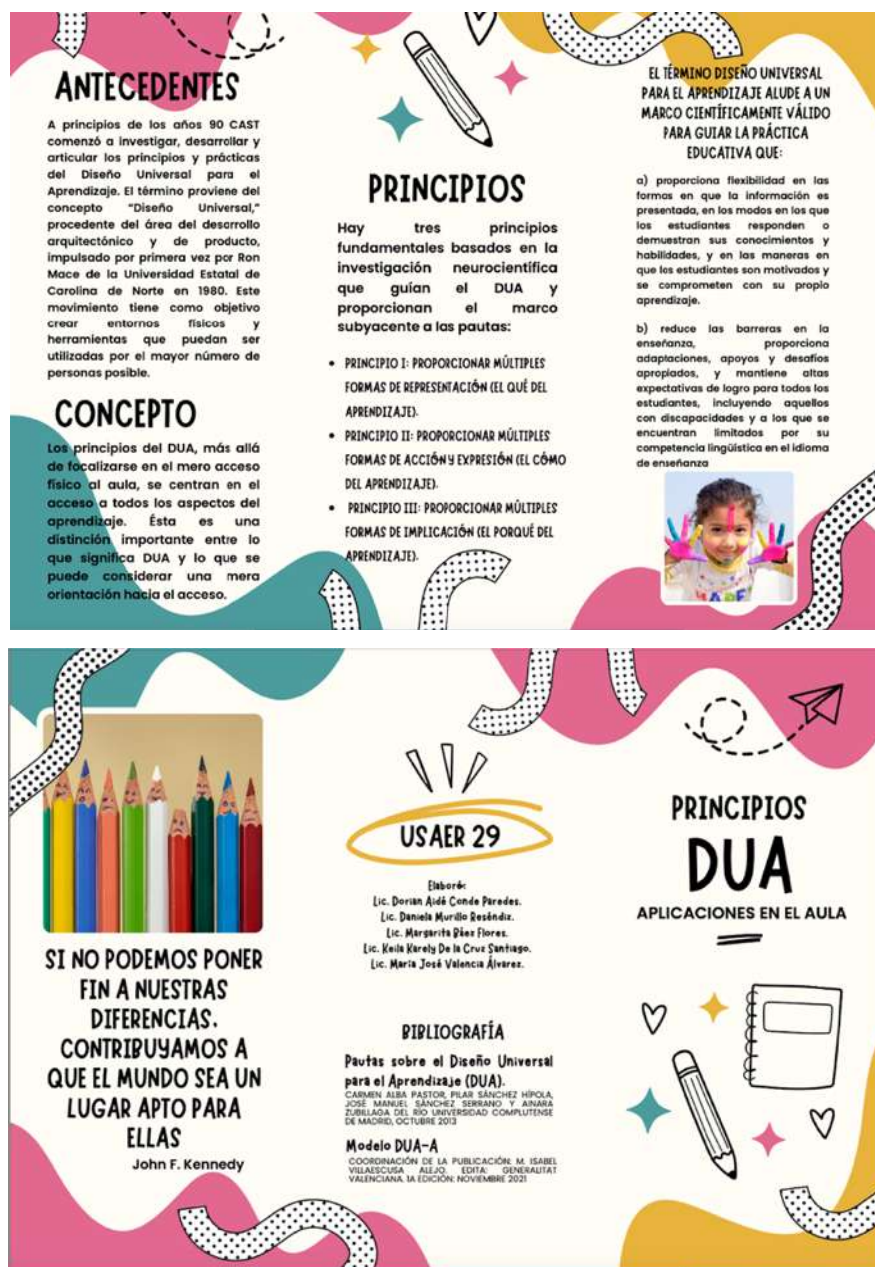 ANTECEDENTES
A principios de los años 90 CAST
comenzó a investigar, desarrollar y
articular los principios y prácticas
del Diseño Universal para el
Aprendizaje. El término proviene del
concepto "Diseño Universal,"
procedente del área del desarrollo
arquitectónico y de producto,
impulsado por primera vez por Ron
Mace de la Universidad Estatal de
Carolina de Norte en 1980. Este
movimiento tiene como objetivo
crear entornos físicos y
herramientas que puedan ser
utilizadas por el mayor número de
personas posible.
CONCEPTO
Los principios del DUA, más allá
de focalizarse en el mero acceso
físico al aula, se centran en el
acceso a todos los aspectos del
aprendizaje. Ésta es una
distinción importante entre lo
que significa DUA y lo que se
puede considerar una mera
orientación hacia el acceso.
PRINCIPIOS
Hay tres principios
fundamentales basados en la
investigación neurocientífica
que guían el DUA y
proporcionan el marco
subyacente a las pautas:
• PRINCIPIO I: PROPORCIONAR MÚLTIPLES
FORMAS DE REPRESENTACIÓN (EL QUÉ DEL
APRENDIZAJE).
• PRINCIPIO II: PROPORCIONAR MÚLTIPLES
FORMAS DE ACCIÓN Y EXPRESIÓN (EL CÓMO
DEL APRENDIZAJE).
• PRINCIPIO III: PROPORCIONAR MÚLTIPLES
FORMAS DE IMPLICACIÓN (EL PORQUÉ DEL
APRENDIZAJE).
EL TÉRMINO DISEÑO UNIVERSAL
PARA EL APRENDIZAJE ALUDE A UN
MARCO CIENTÍFICAMENTE VÁLIDO
PARA GUIAR LA PRÁCTICA
EDUCATIVA QUE:
a) proporciona flexibilidad en las
formas en que la información es
presentada, en los modos en los que
los estudiantes responden o
demuestran sus conocimientos y
habilidades, y en las maneras en
que los estudiantes son motivados y
se comprometen con su propio
aprendizaje.
b) reduce las barreras en la
enseñanza, proporciona
adaptaciones, apoyos y desafíos
apropiados, y mantiene altas
expectativas de logro para todos los
estudiantes, incluyendo aquellos
con discapacidades y a los que se
encuentran limitados por su
competencia lingüística en el idioma
de enseñanza
SI NO PODEMOS PONER
FIN A NUESTRAS
DIFERENCIAS.
CONTRIBUYAMOS A
QUE EL MUNDO SEA UN
LUGAR APTO PARA
ELLAS
John F. Kennedy
USAER 29
Elaboró:
Lic. Dorian Aidé Conde Paredes.
Lic. Daniela Murillo Reséndiz.
Lic. Margarita Báez Flores.
Lic. Keila Karely De la Cruz Santiago.
Lic. María José Valencia Álvarez.
BIBLIOGRAFÍA
Pautas sobre el Diseño Universal
para el Aprendizaje (DUA).
CARMEN ALBA PASTOR, PILAR SÁNCHEZ HÍPOLA,
JOSÉ MANUEL SÁNCHEZ SERRANO Y AINARA
ZUBILLAGA DEL RÍO UNIVERSIDAD COMPLUTENSE
DE MADRID, OCTUBRE 2013
Modelo DUA-A
COORDINACIÓN DE LA PUBLICACIÓN: M. ISABEL
VILLAESCUSA ALEJO. EDITA: GENERALITAT
VALENCIANA. 1A EDICIÓN: NOVIEMBRE 2021
PRINCIPIOS
DUA
APLICACIONES EN EL AULA